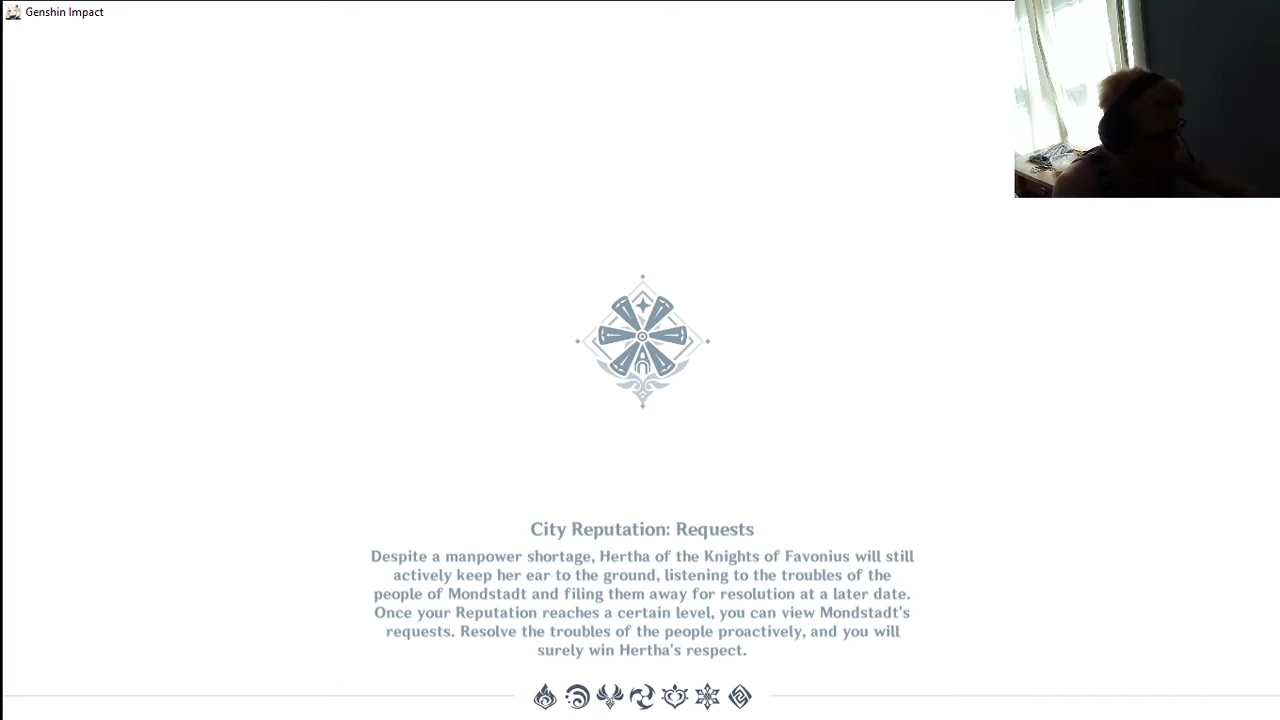 Genshin Impact
City Reputation: Requests
Despite a manpower shortage, Hertha of the Knights of Favonius will still
actively keep her ear to the ground, listening to the troubles of the
people of Mondstadt and filing them away for resolution at a later date.
Once your Reputation reaches a certain level, you can view Mondstadt's
requests. Resolve the troubles of the people proactively, and you will
surely win Hertha's respect.